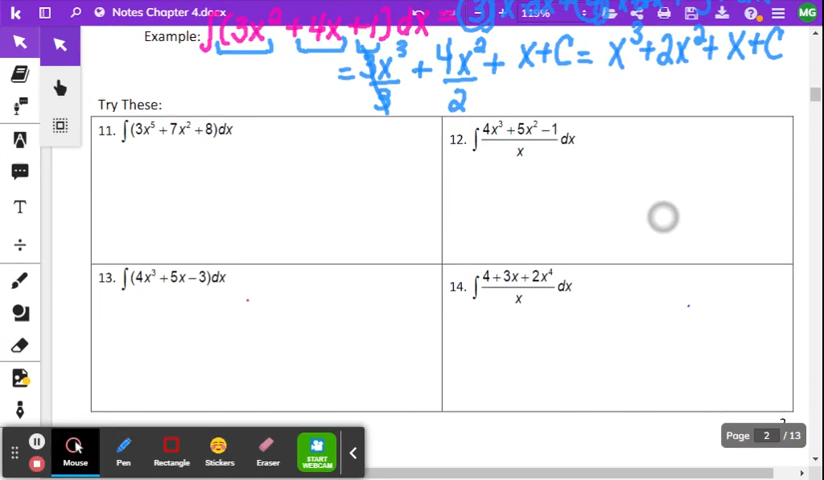 Notes Chapter 4.docx
119%
MG
Example: ∫(3x² + 4x + 1) dx =
= 3x³/3 + 4x²/2 + x + C = x³ + 2x² + x + C
Try These:
11. ∫(3x⁵ + 7x² + 8)dx
12. ∫ (4x³ + 5x² − 1)/x dx
13. ∫(4x³ + 5x − 3)dx
14. ∫ (4 + 3x + 2x⁴)/x dx
Page 2 / 13
Mouse Pen Rectangle Stickers Eraser START WEBCAM